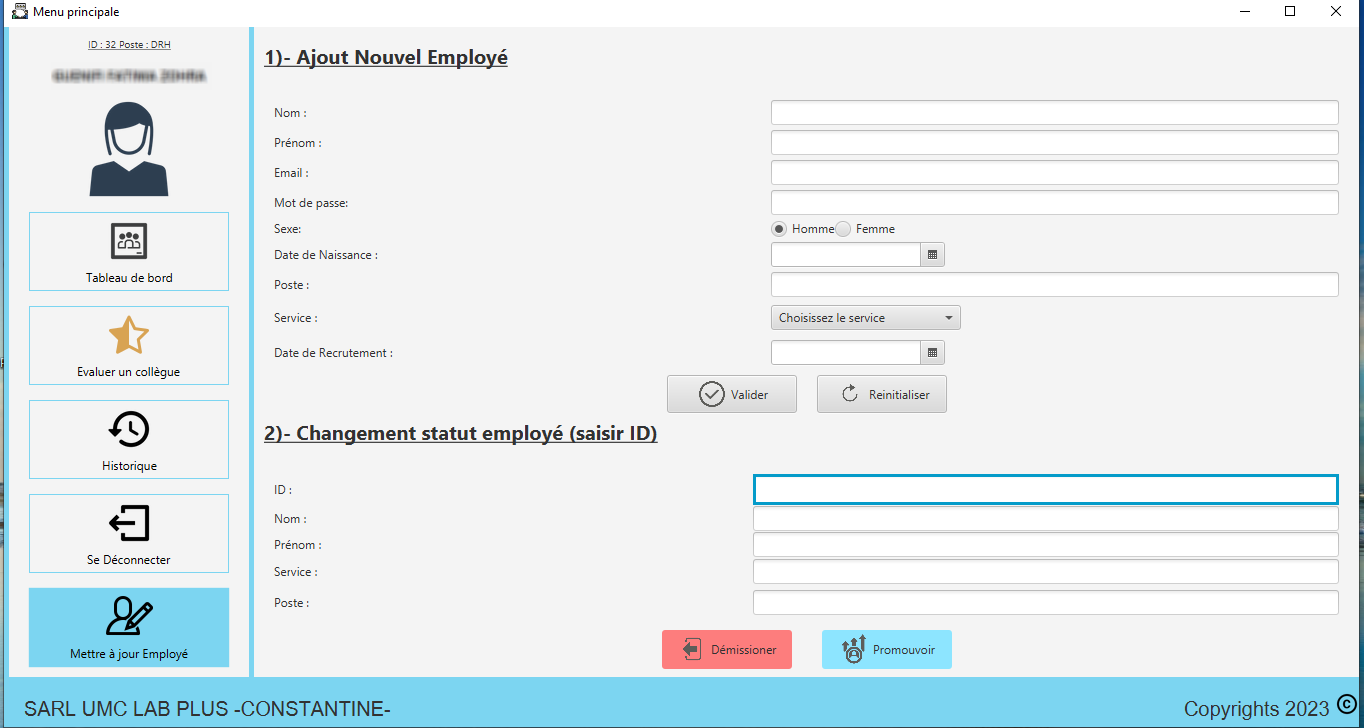 Menu principale
ID : 32 Poste : DRH
Tableau de bord
Evaluer un collègue
Historique
Se Déconnecter
Mettre à jour Employé
1)- Ajout Nouvel Employé
Nom :
Prénom :
Email :
Mot de passe:
Sexe: Homme Femme
Date de Naissance :
Poste :
Service : Choisissez le service
Date de Recrutement :
Valider Reinitialiser
2)- Changement statut employé (saisir ID)
ID :
Nom :
Prénom :
Service :
Poste :
Démissioner Promouvoir
SARL UMC LAB PLUS -CONSTANTINE- Copyrights 2023 ©